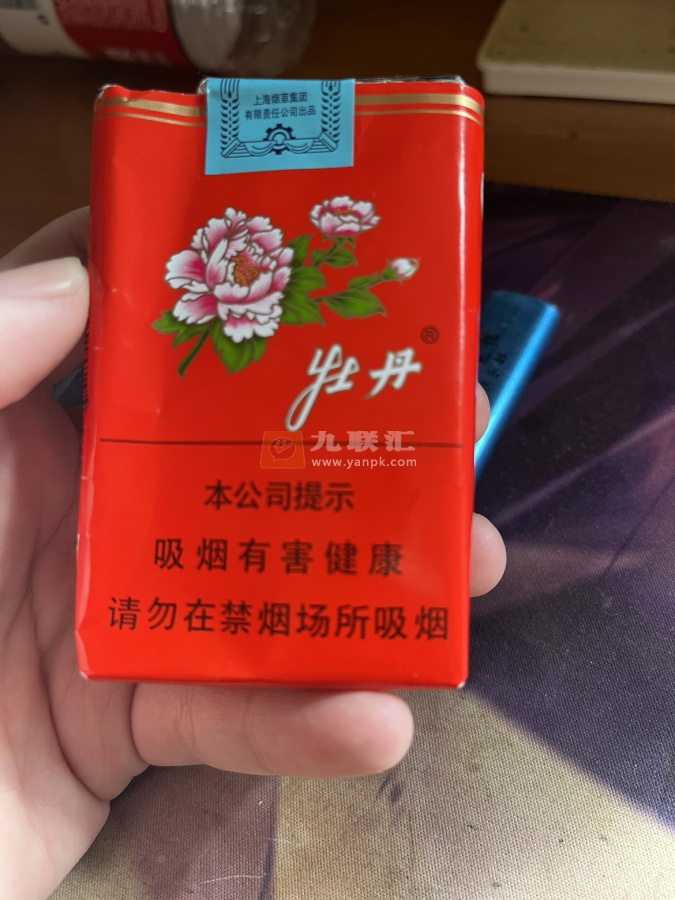 上海烟草集团
有限责任公司出品
牡丹®
九联汇
www.yanpk.com
本公司提示
吸烟有害健康
请勿在禁烟场所吸烟